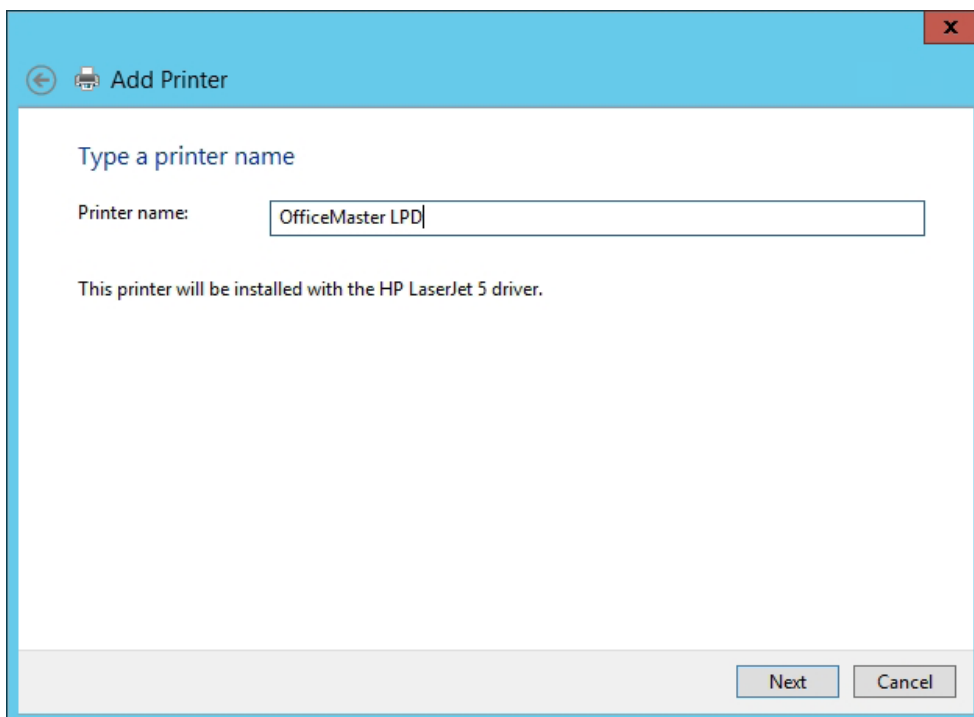 x
Add Printer
Type a printer name
Printer name: OfficeMaster LPD
This printer will be installed with the HP LaserJet 5 driver.
Next Cancel